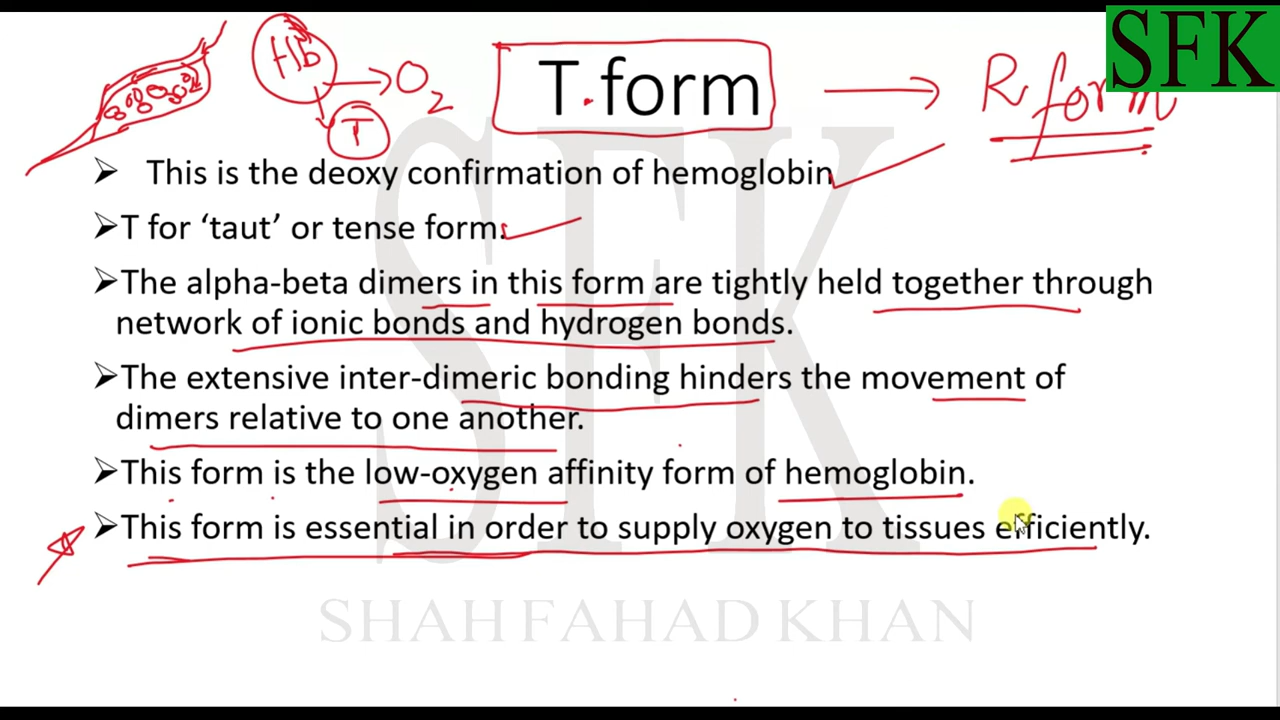 SFK
Hb
→ O2
T form
→ R form
T
➤ This is the deoxy confirmation of hemoglobin
➤T for ‘taut’ or tense form.
➤The alpha-beta dimers in this form are tightly held together through
network of ionic bonds and hydrogen bonds.
➤The extensive inter-dimeric bonding hinders the movement of
dimers relative to one another.
➤This form is the low-oxygen affinity form of hemoglobin.
➤This form is essential in order to supply oxygen to tissues efficiently.
SFK
SHAH FAHAD KHAN